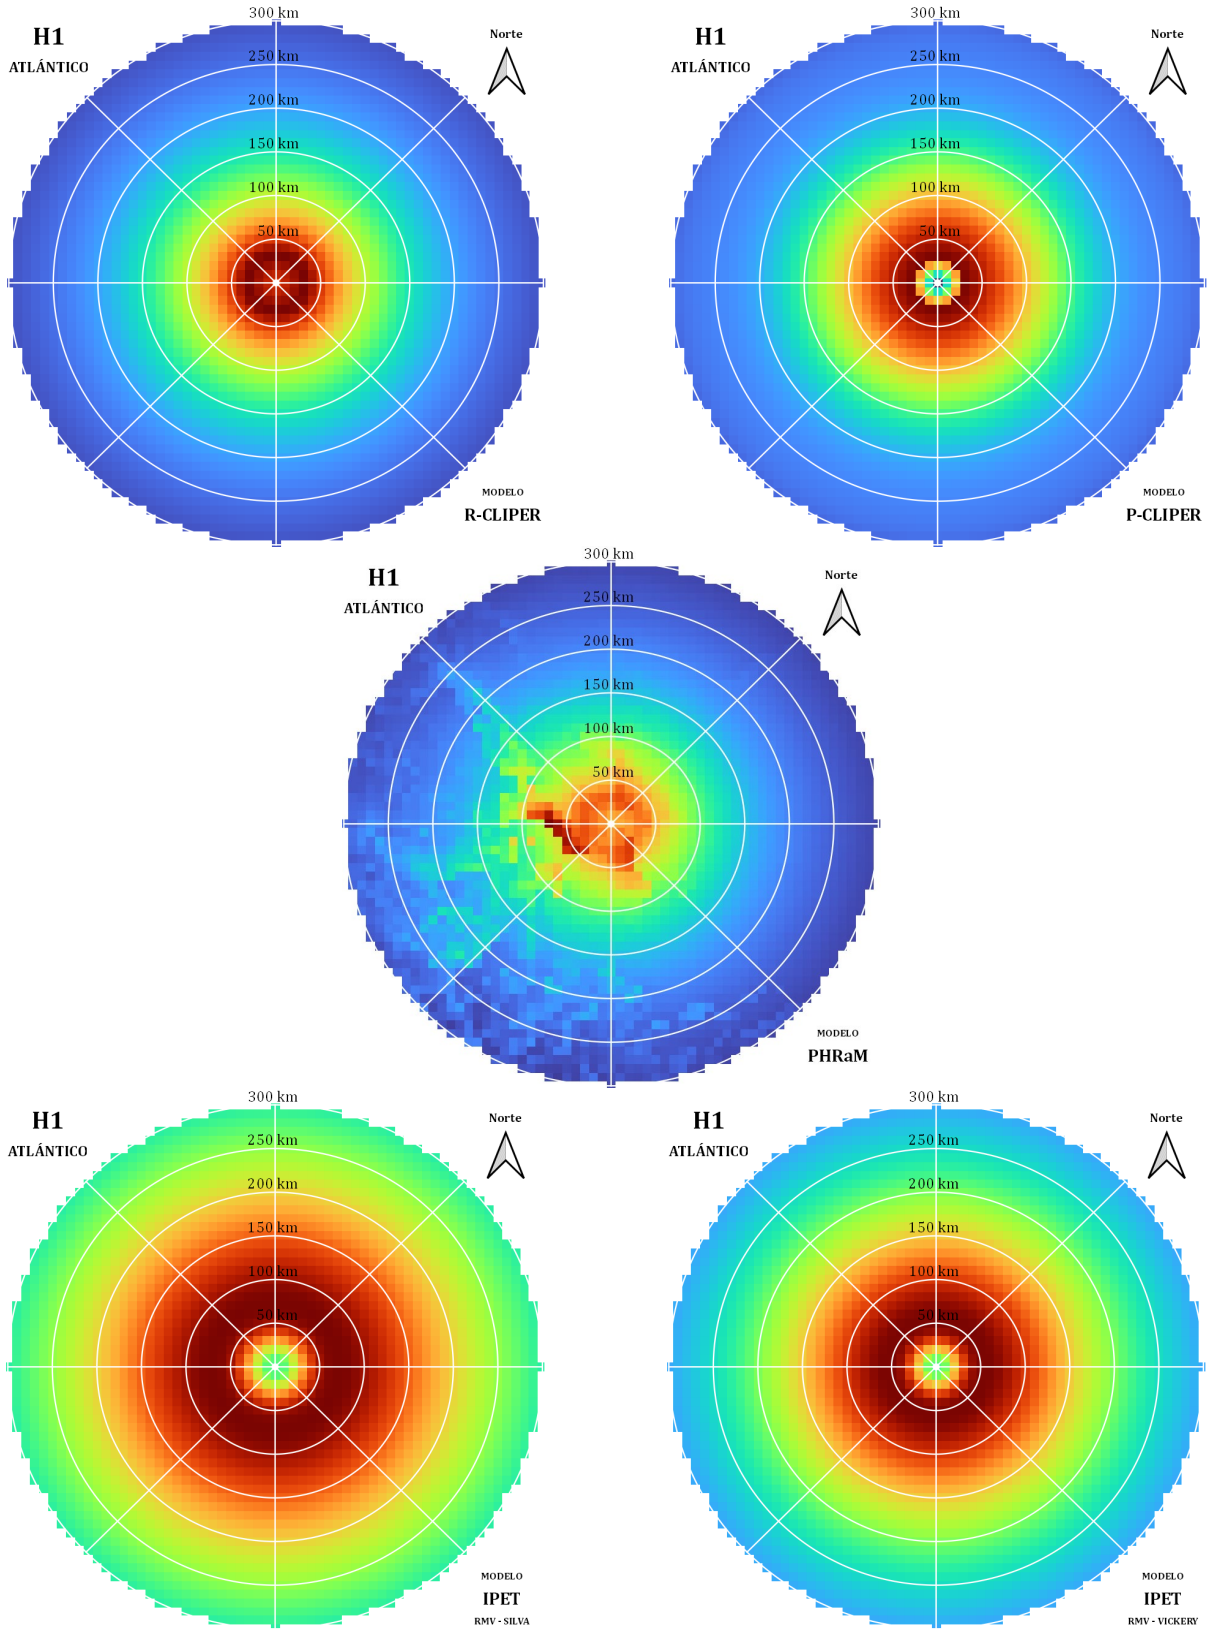 H1
ATLÁNTICO
Norte
300 km
250 km
200 km
150 km
100 km
50 km
MODELO
R-CLIPER
H1
ATLÁNTICO
Norte
300 km
250 km
200 km
150 km
100 km
50 km
MODELO
P-CLIPER
H1
ATLÁNTICO
Norte
300 km
250 km
200 km
150 km
100 km
50 km
MODELO
PHRaM
H1
ATLÁNTICO
Norte
300 km
250 km
200 km
150 km
100 km
50 km
MODELO
IPET
RMV - SILVA
H1
ATLÁNTICO
Norte
300 km
250 km
200 km
150 km
100 km
50 km
MODELO
IPET
RMV - VICKERY